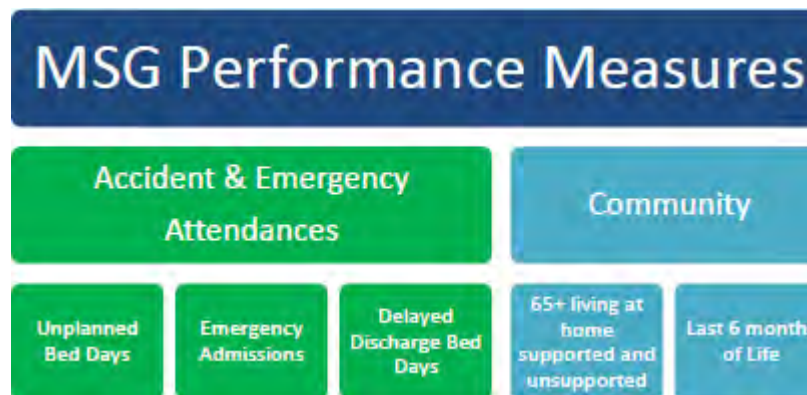 MSG Performance Measures
Accident & Emergency
Attendances
Community
Unplanned
Bed Days
Emergency
Admissions
Delayed
Discharge Bed
Days
65+ living at
home
supported and
unsupported
Last 6 month
of Life